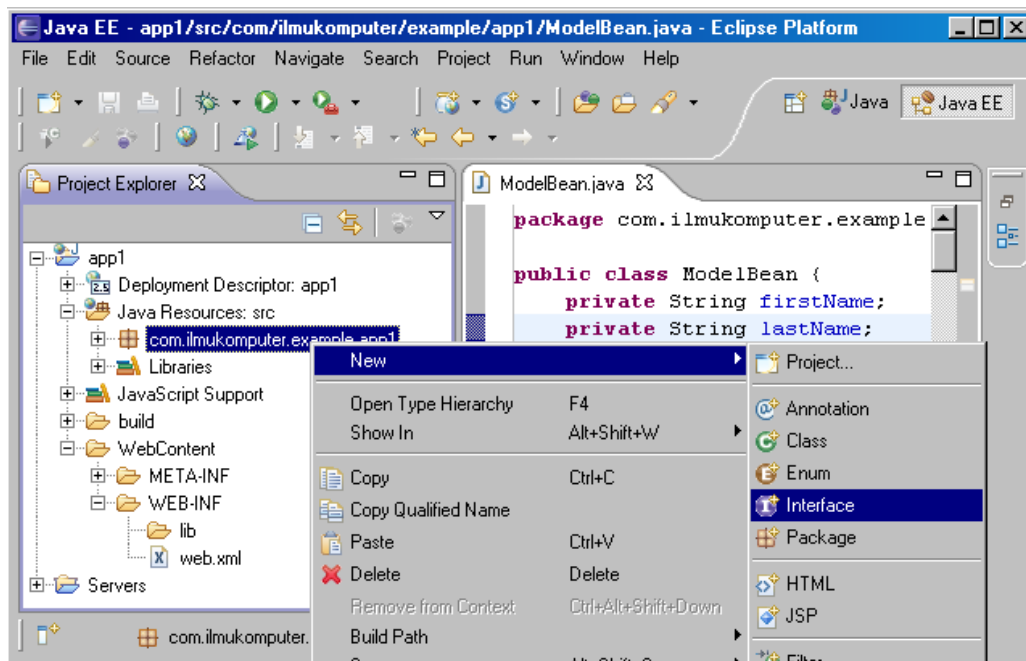 Java EE - app1/src/com/ilmukomputer/example/app1/ModelBean.java - Eclipse Platform
File Edit Source Refactor Navigate Search Project Run Window Help
Java Java EE
Project Explorer
ModelBean.java
package com.ilmukomputer.example
public class ModelBean {
private String firstName;
private String lastName;
app1
2.5 Deployment Descriptor: app1
Java Resources: src
com.ilmukomputer.example.app1
Libraries
JavaScript Support
build
WebContent
META-INF
WEB-INF
lib
web.xml
Servers
com.ilmukomputer.
New
Open Type Hierarchy F4
Show In Alt+Shift+W
Copy Ctrl+C
Copy Qualified Name
Paste Ctrl+V
Delete Delete
Remove from Context Ctrl+Alt+Shift+Down
Build Path
Project...
Annotation
Class
Enum
Interface
Package
HTML
JSP
Filter